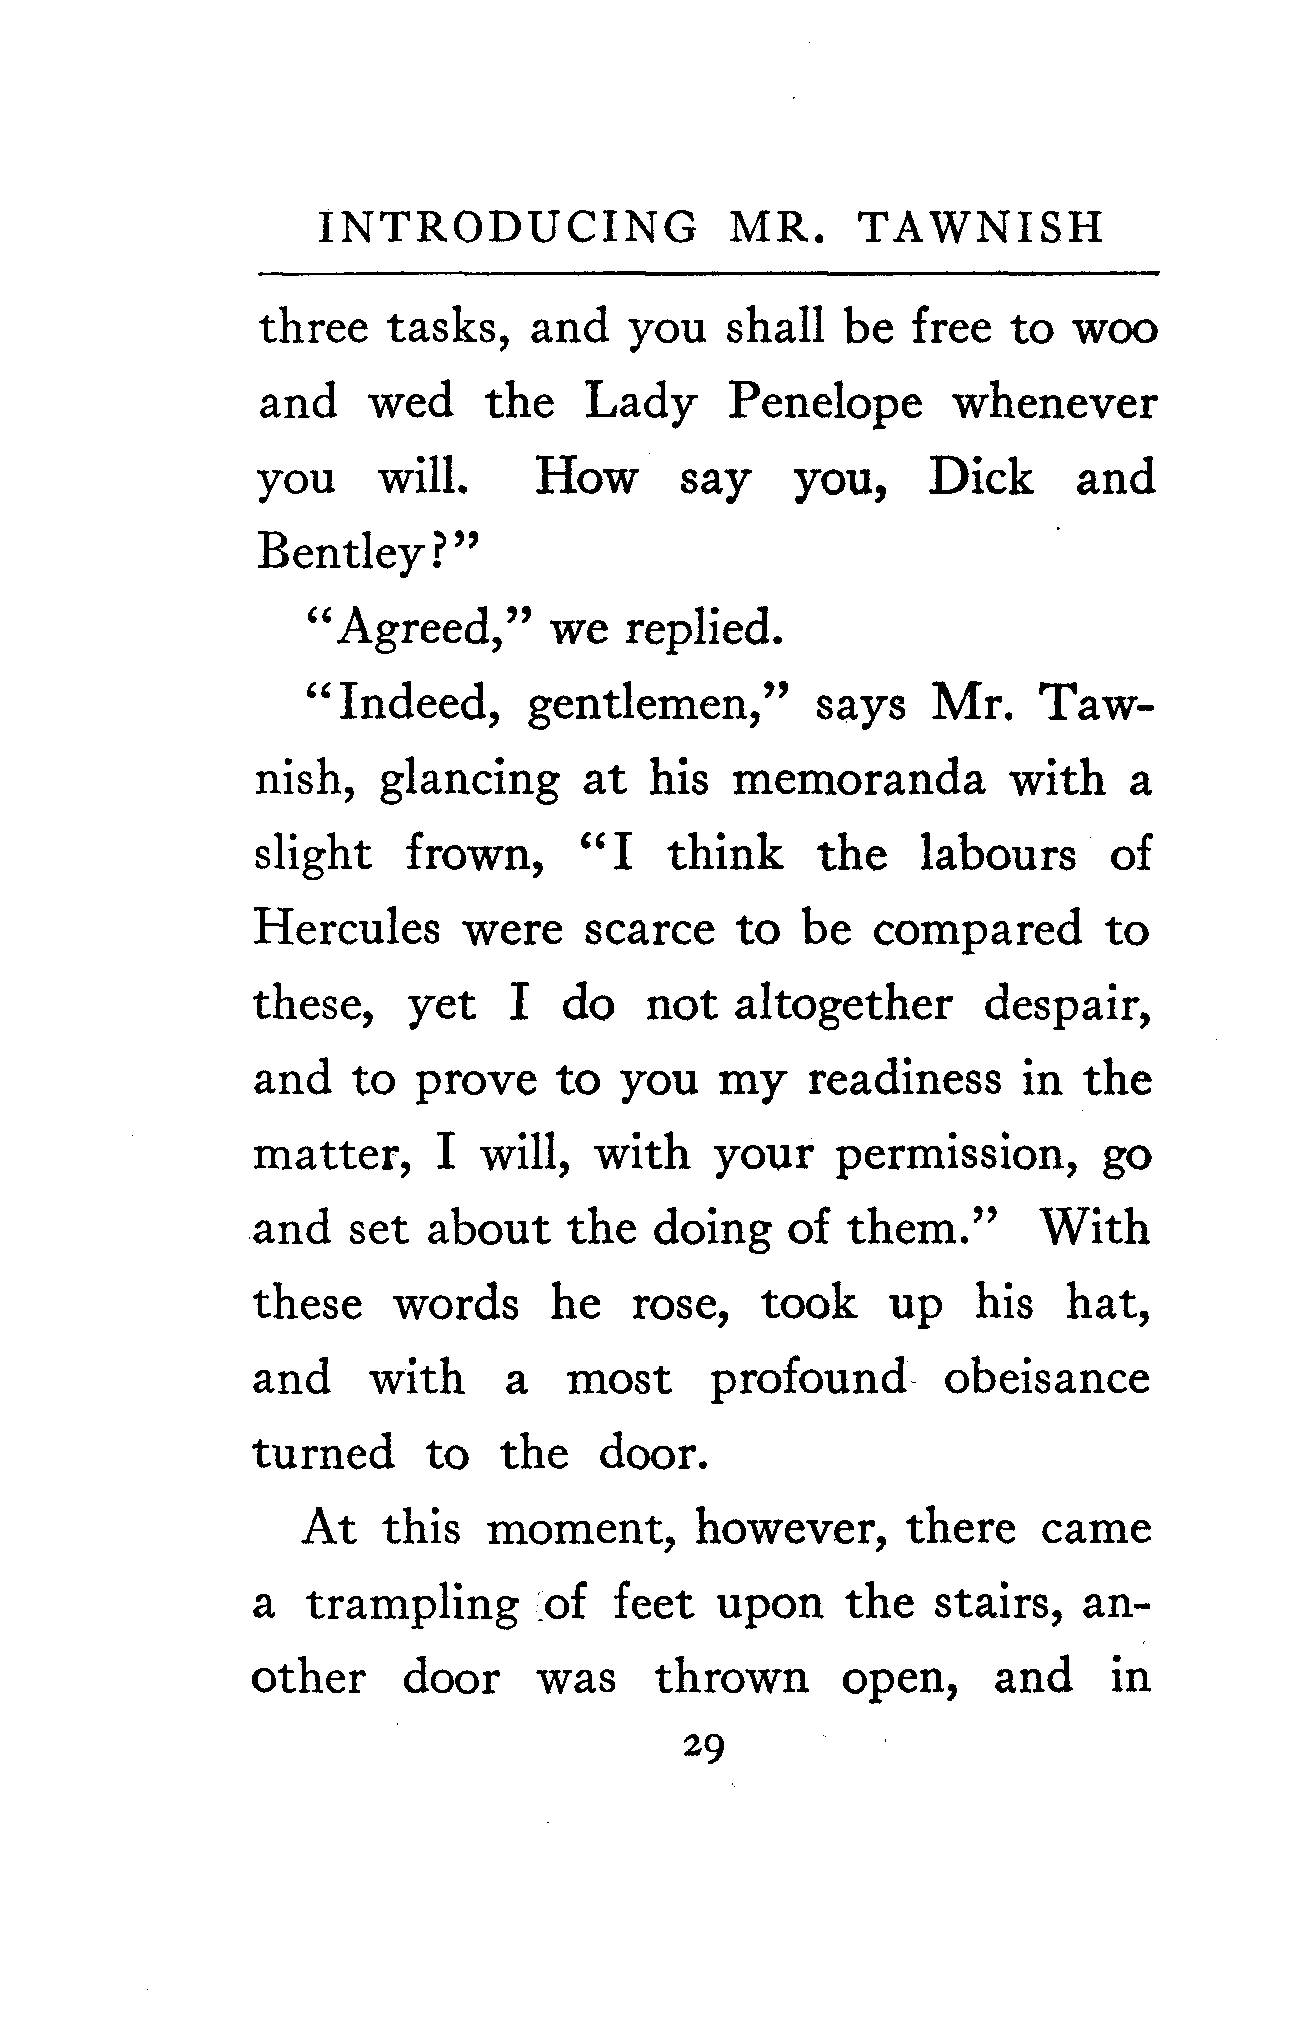 INTRODUCING MR. TAWNISH
three tasks, and you shall be free to woo
and wed the Lady Penelope whenever
you will. How say you, Dick and
Bentley?”
“Agreed,” we replied.
“Indeed, gentlemen,” says Mr. Taw-
nish, glancing at his memoranda with a
slight frown, “I think the labours of
Hercules were scarce to be compared to
these, yet I do not altogether despair,
and to prove to you my readiness in the
matter, I will, with your permission, go
and set about the doing of them.” With
these words he rose, took up his hat,
and with a most profound obeisance
turned to the door.
At this moment, however, there came
a trampling of feet upon the stairs, an-
other door was thrown open, and in
29